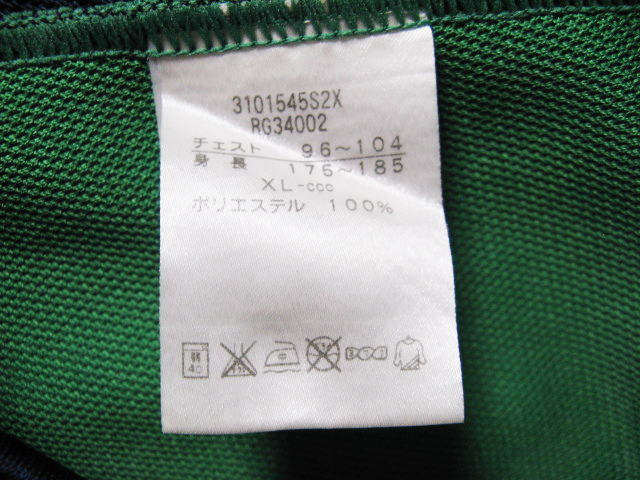 3101545S2X
RG34002
チェスト 96~104
身長 175~185
XL-ccc
ポリエステル 100%
40